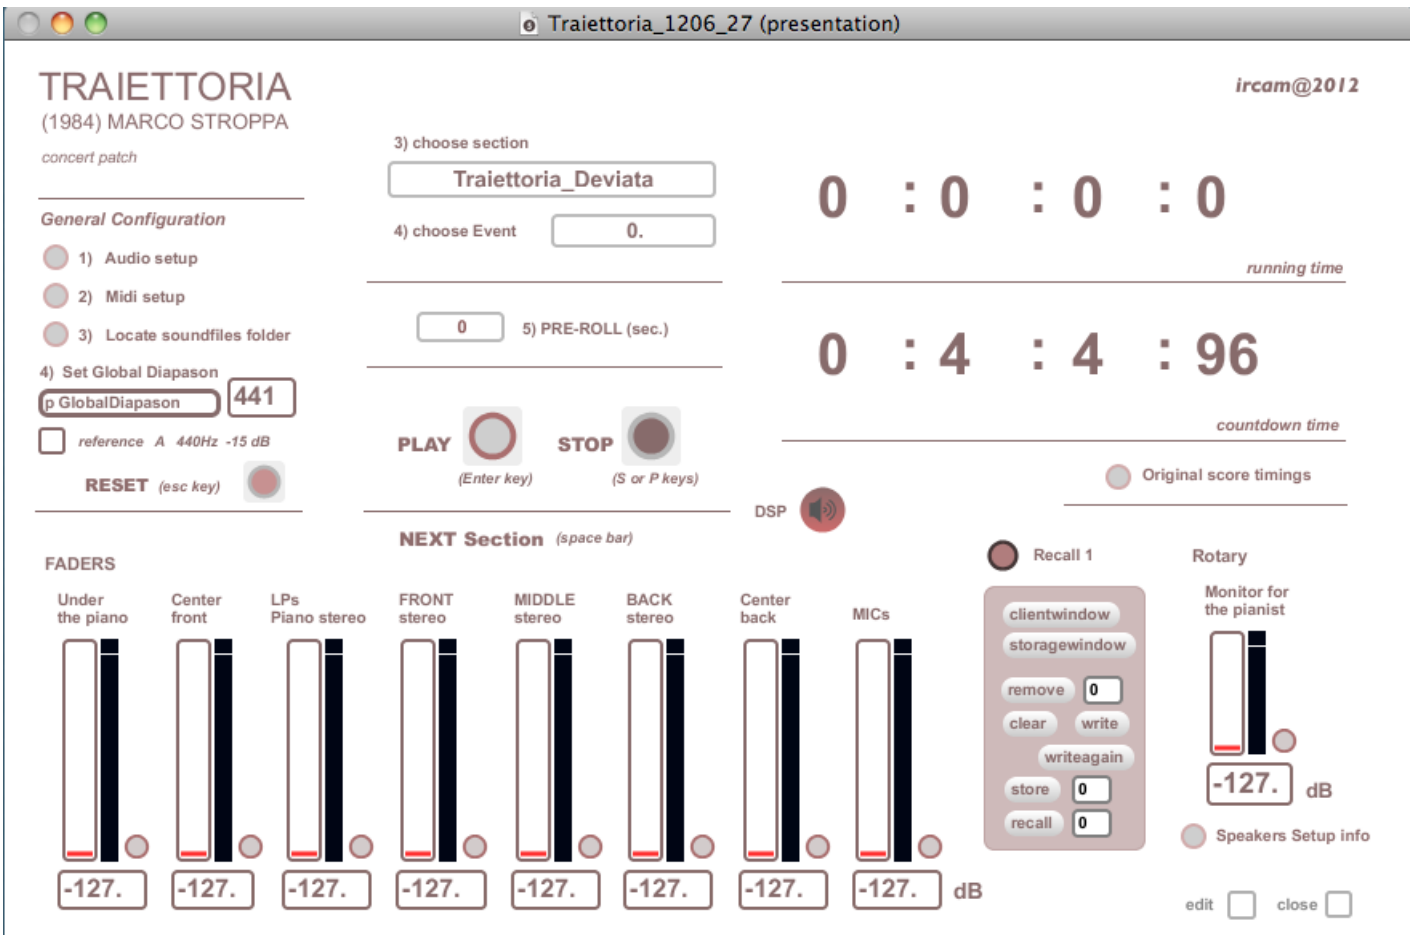 Traiettoria_1206_27 (presentation)
TRAIETTORIA
(1984) MARCO STROPPA
concert patch
ircam@2012
General Configuration
1) Audio setup
2) Midi setup
3) Locate soundfiles folder
4) Set Global Diapason
p GlobalDiapason
441
reference A 440Hz -15 dB
RESET (esc key)
3) choose section
Traiettoria_Deviata
4) choose Event
0.
0
5) PRE-ROLL (sec.)
PLAY
(Enter key)
STOP
(S or P keys)
NEXT Section (space bar)
0 : 0 : 0 : 0
running time
0 : 4 : 4 : 96
countdown time
Original score timings
DSP
FADERS
Under
the piano
Center
front
LPs
Piano stereo
FRONT
stereo
MIDDLE
stereo
BACK
stereo
Center
back
MICs
-127.
-127.
-127.
-127.
-127.
-127.
-127.
-127.
dB
Recall 1
clientwindow
storagewindow
remove 0
clear write
writeagain
store 0
recall 0
Rotary
Monitor for
the pianist
-127. dB
Speakers Setup info
edit close